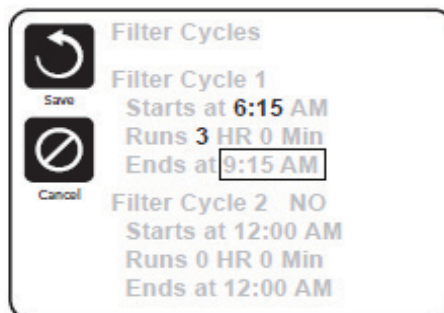 Filter Cycles
Save
Filter Cycle 1
Starts at 6:15 AM
Runs 3 HR 0 Min
Ends at 9:15 AM
Cancel
Filter Cycle 2 NO
Starts at 12:00 AM
Runs 0 HR 0 Min
Ends at 12:00 AM